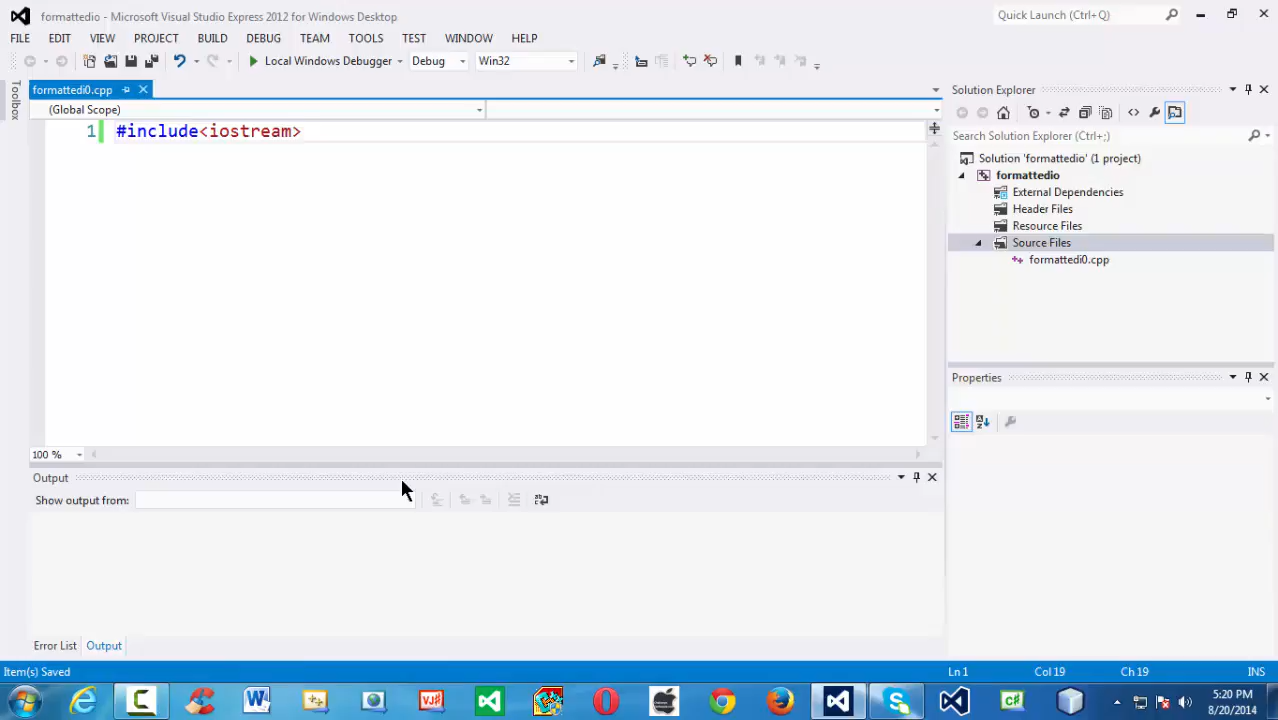 formattedio - Microsoft Visual Studio Express 2012 for Windows Desktop
Quick Launch (Ctrl+Q)
FILE EDIT VIEW PROJECT BUILD DEBUG TEAM TOOLS TEST WINDOW HELP
Local Windows Debugger Debug Win32
Toolbox
formattedi0.cpp
(Global Scope)
1 #include<iostream>
100 %
Output
Show output from:
Error List Output
Solution Explorer
Search Solution Explorer (Ctrl+;)
Solution 'formattedio' (1 project)
formattedio
External Dependencies
Header Files
Resource Files
Source Files
formattedi0.cpp
Properties
Item(s) Saved Ln 1 Col 19 Ch 19 INS
5:20 PM
8/20/2014